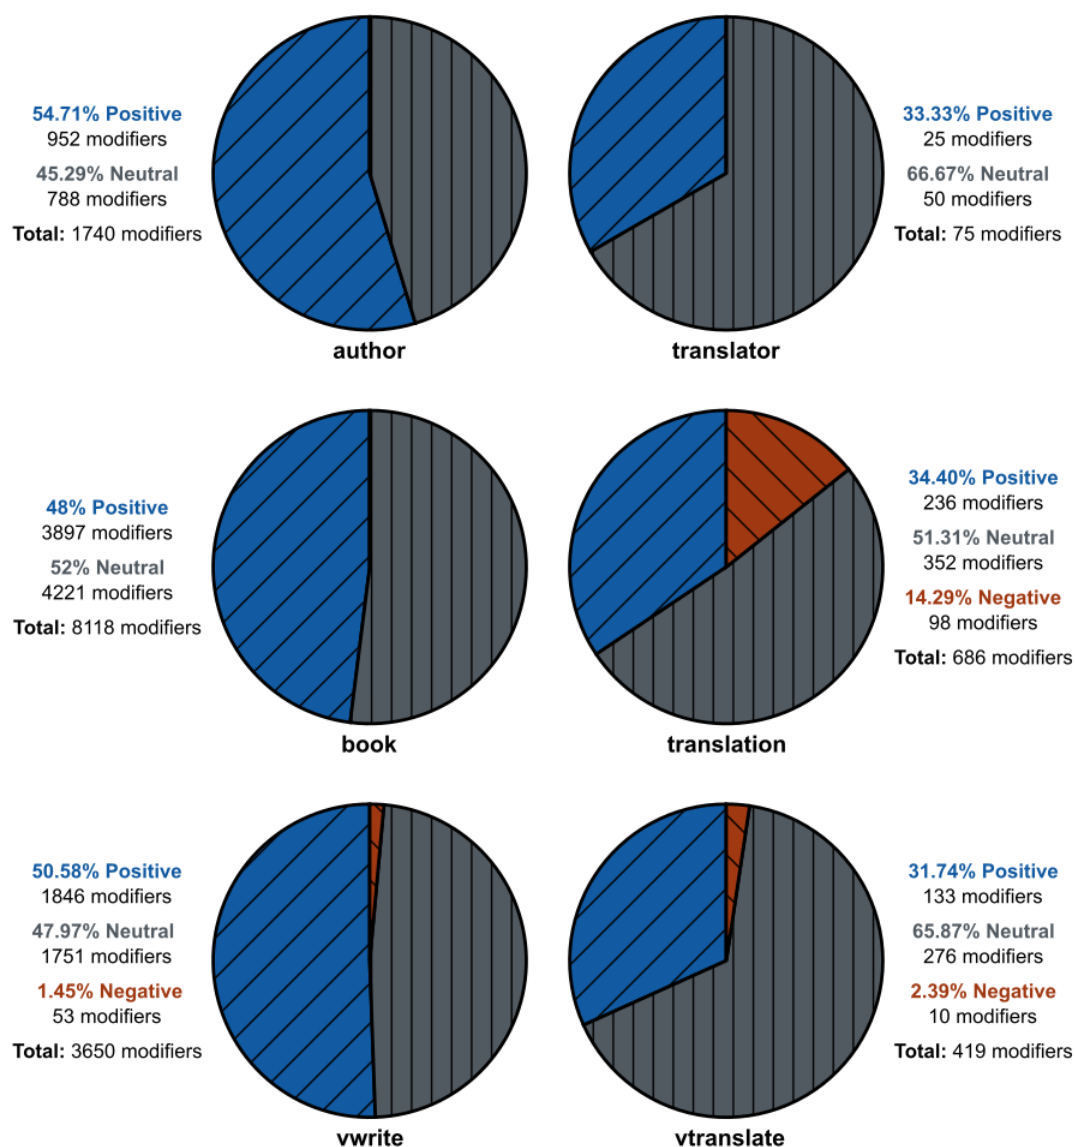 54.71% Positive
952 modifiers
45.29% Neutral
788 modifiers
Total: 1740 modifiers
author
33.33% Positive
25 modifiers
66.67% Neutral
50 modifiers
Total: 75 modifiers
translator
48% Positive
3897 modifiers
52% Neutral
4221 modifiers
Total: 8118 modifiers
book
34.40% Positive
236 modifiers
51.31% Neutral
352 modifiers
14.29% Negative
98 modifiers
Total: 686 modifiers
translation
50.58% Positive
1846 modifiers
47.97% Neutral
1751 modifiers
1.45% Negative
53 modifiers
Total: 3650 modifiers
vwrite
31.74% Positive
133 modifiers
65.87% Neutral
276 modifiers
2.39% Negative
10 modifiers
Total: 419 modifiers
vtranslate